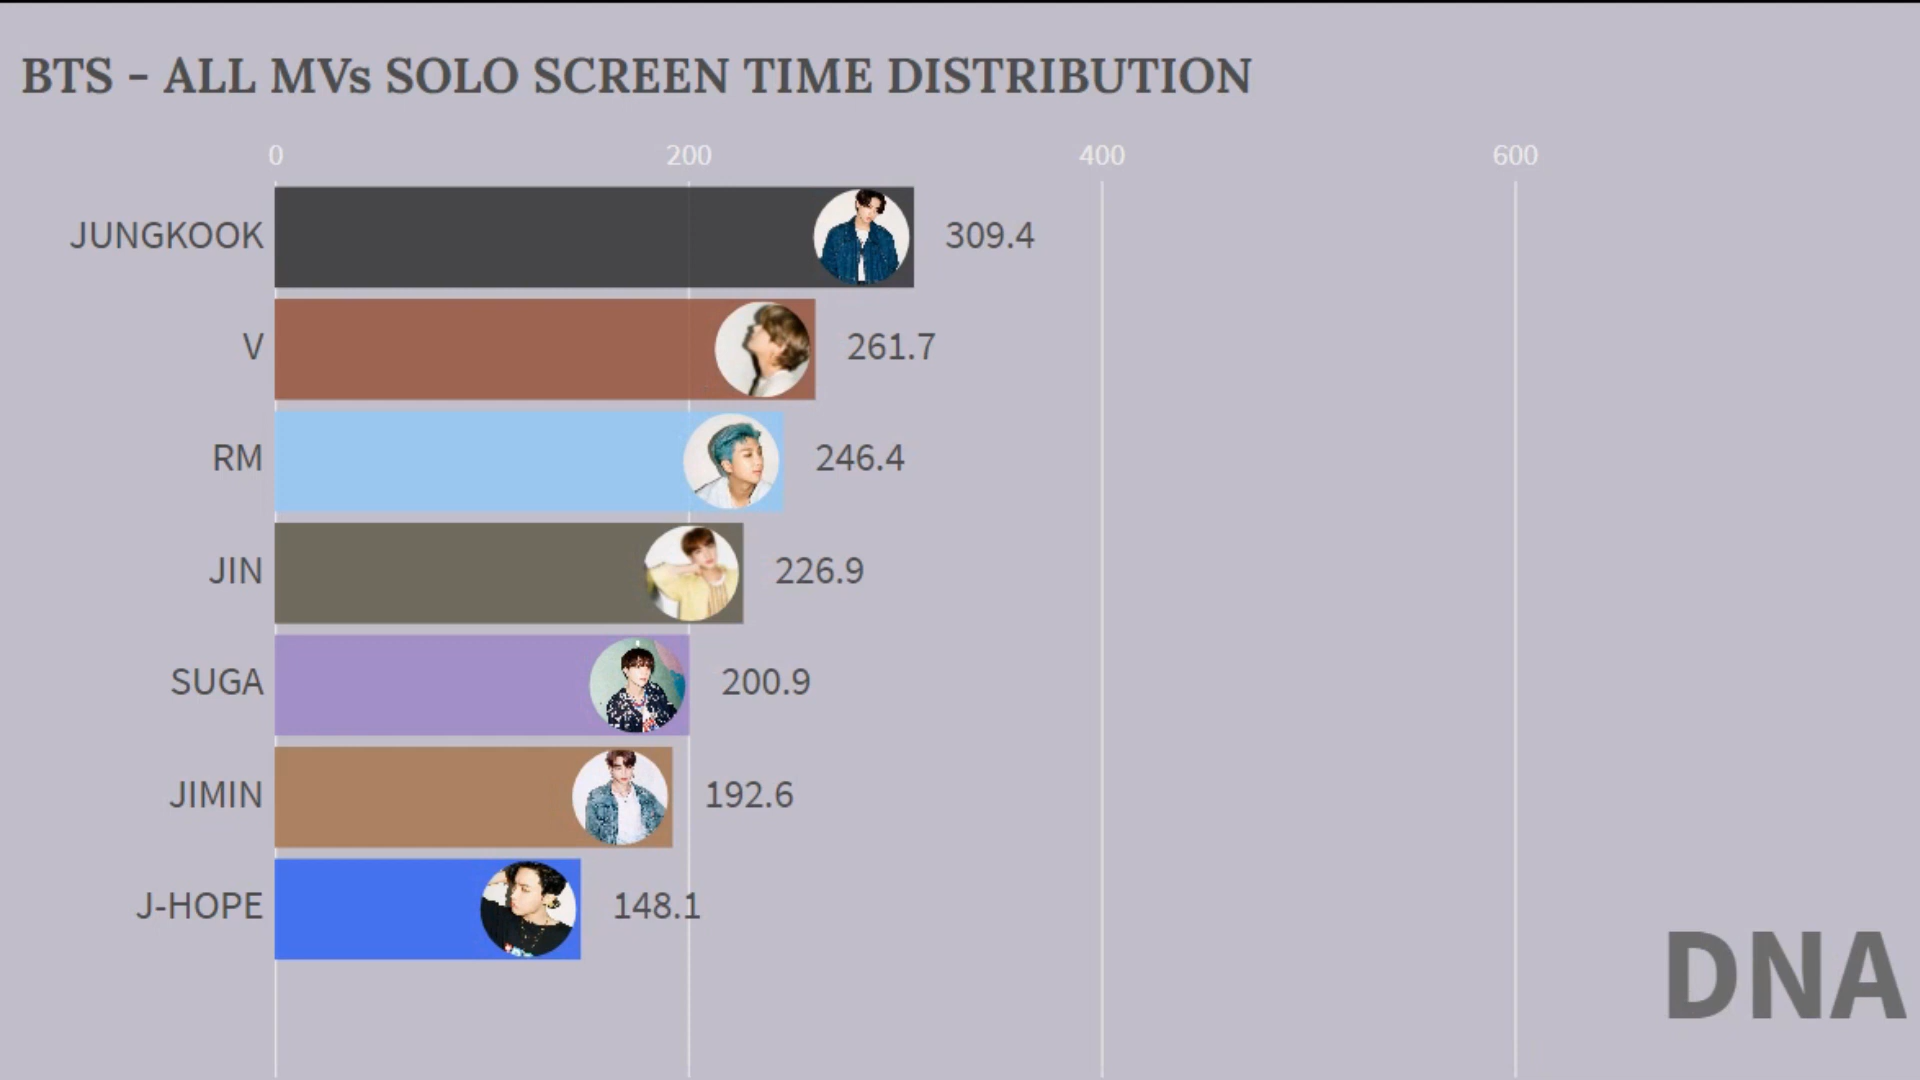 BTS - ALL MVs SOLO SCREEN TIME DISTRIBUTION
0 200 400 600
JUNGKOOK 309.4
V 261.7
RM 246.4
JIN 226.9
SUGA 200.9
JIMIN 192.6
J-HOPE 148.1
DNA